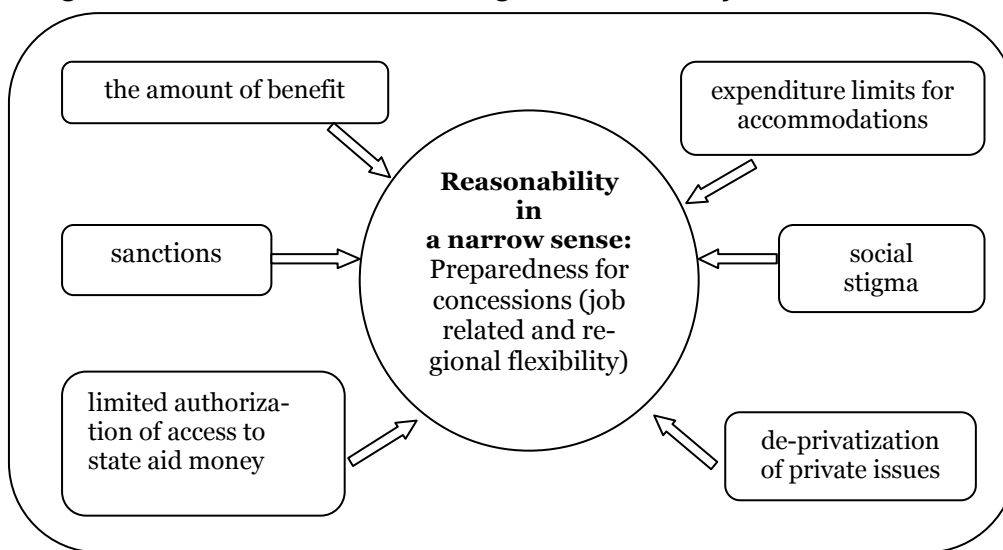 the amount of benefit
expenditure limits for
accommodations
Reasonability
in
a narrow sense:
Preparedness for
concessions (job
related and re-
gional flexibility)
sanctions
social
stigma
limited authoriza-
tion of access to
state aid money
de-privatization
of private issues